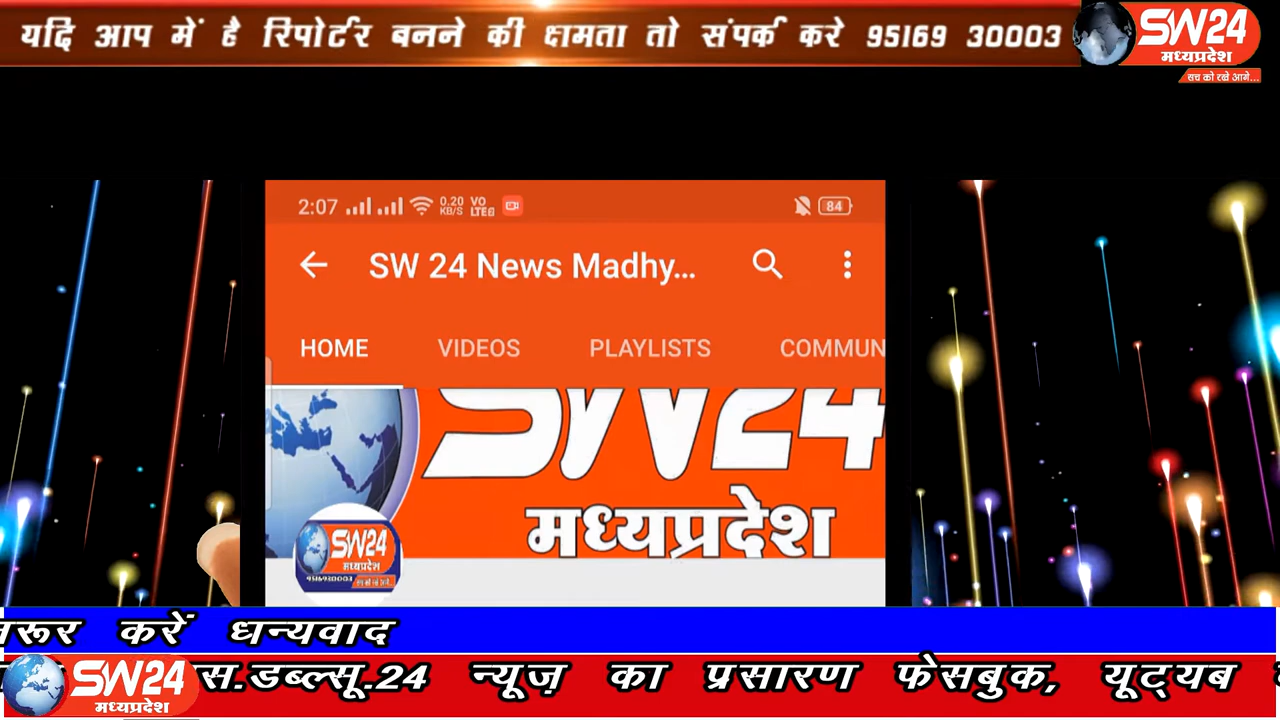 यदि आप में है रिपोर्टर बनने की क्षमता तो संपर्क करे 95169 30003
SW24
मध्यप्रदेश
सच को रखे आगे...
2:07 0.20 KB/S VO LTE2 84
SW 24 News Madhy...
HOME VIDEOS PLAYLISTS COMMUN
SW24
मध्यप्रदेश
SW24
मध्यप्रदेश
9516930003
करें धन्यवाद
स.डब्ल्सू.24 न्यूज़ का प्रसारण फेसबुक, यूट्यब
SW24
मध्यप्रदेश